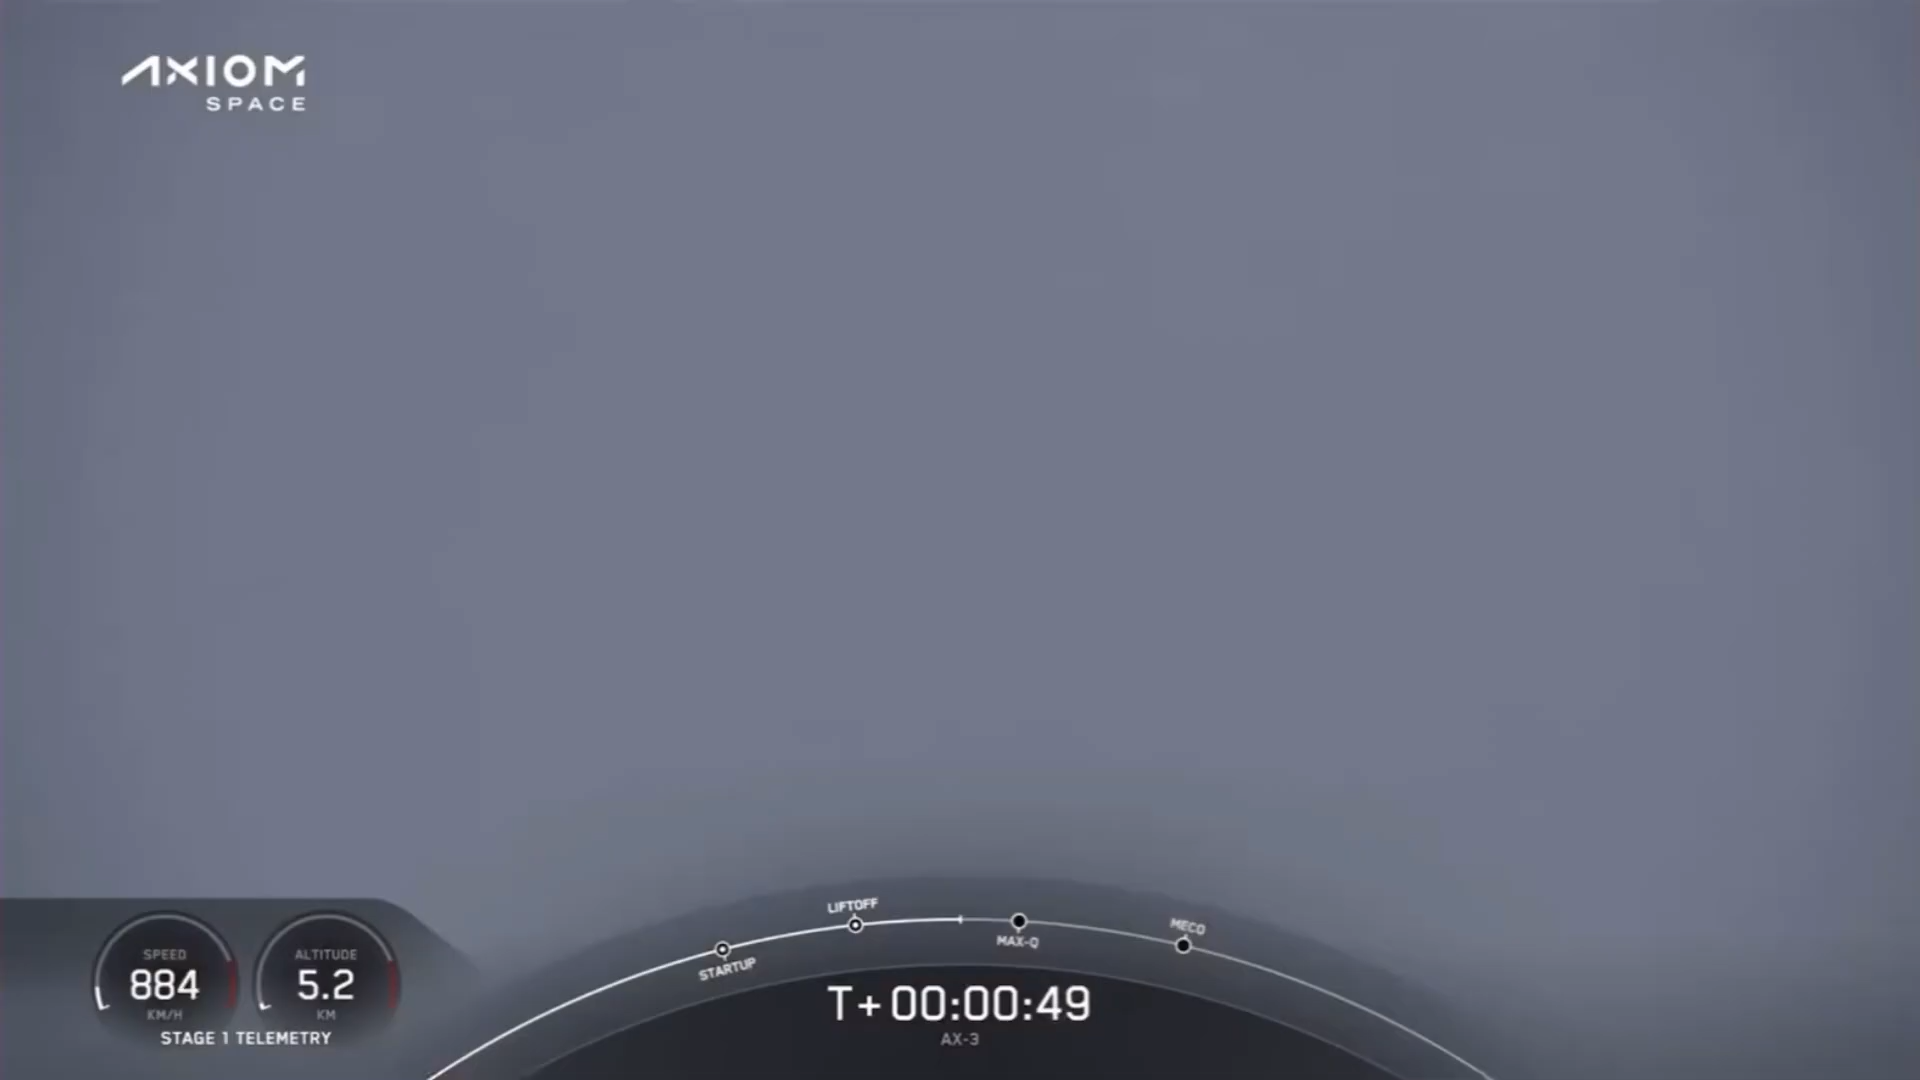 AXIOM
SPACE
LIFTOFF
MAX-Q
MECO
STARTUP
SPEED
884
KM/H
ALTITUDE
5.2
KM
STAGE 1 TELEMETRY
T+00:00:49
AX-3